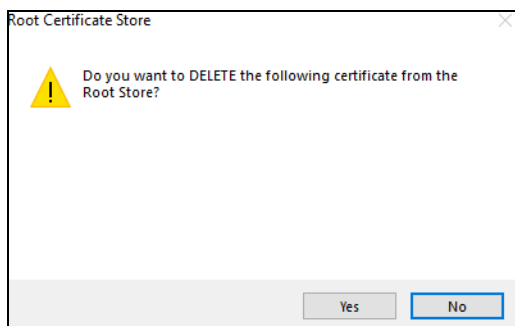 Root Certificate Store
Do you want to DELETE the following certificate from the
Root Store?
Yes
No